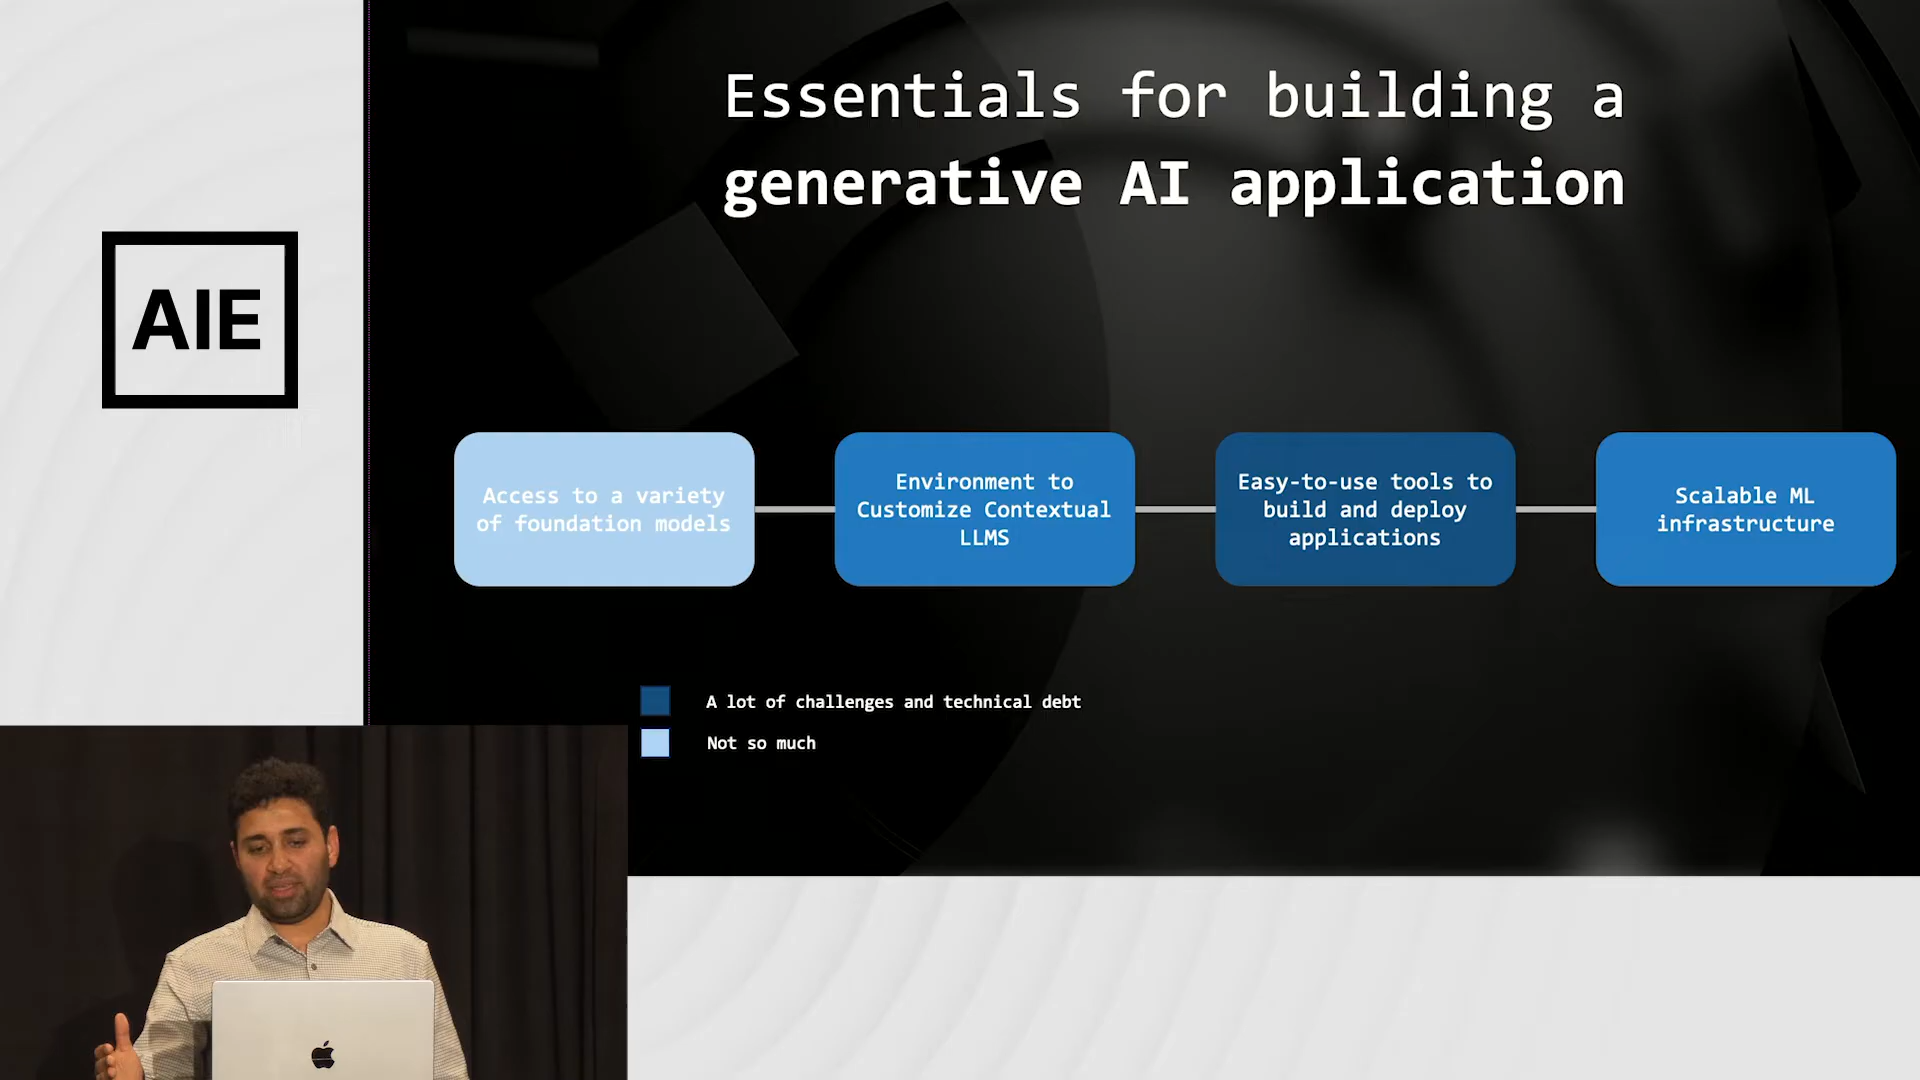 AIE
Essentials for building a
generative AI application
Access to a variety
of foundation models
Environment to
Customize Contextual
LLMS
Easy-to-use tools to
build and deploy
applications
Scalable ML
infrastructure
A lot of challenges and technical debt
Not so much